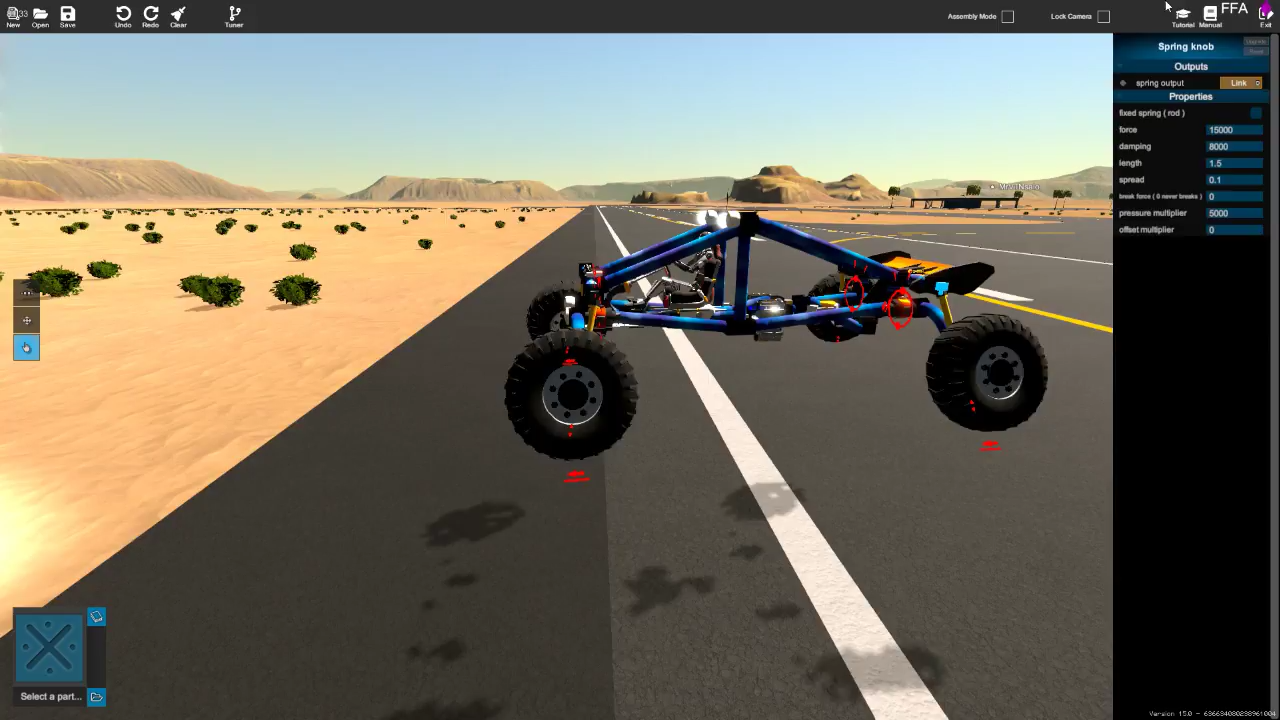 New
Open
Save
Undo
Redo
Clear
Tuner
Assembly Mode
Lock Camera
Tutorial
Manual
FFA
Exit
Spring knob
Outputs
spring output Link
Properties
fixed spring ( rod )
force 15000
damping 8000
length 1.5
spread 0.1
break force ( 0 never breaks ) 0
pressure multiplier 5000
offset multiplier 0
Select a part...